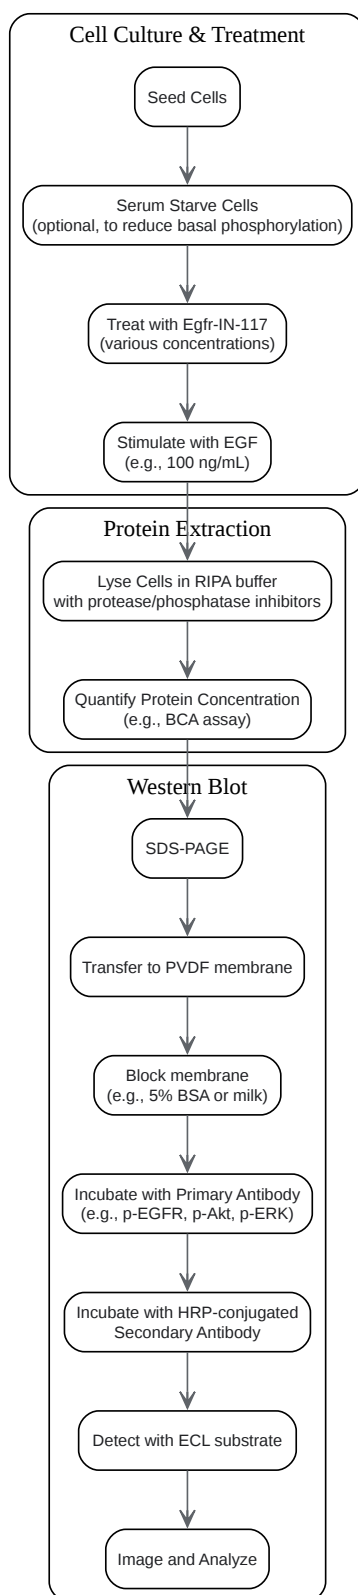 Cell Culture & Treatment
Seed Cells
Serum Starve Cells
(optional, to reduce basal phosphorylation)
Treat with Egfr-IN-117
(various concentrations)
Stimulate with EGF
(e.g., 100 ng/mL)
Protein Extraction
Lyse Cells in RIPA buffer
with protease/phosphatase inhibitors
Quantify Protein Concentration
(e.g., BCA assay)
Western Blot
SDS-PAGE
Transfer to PVDF membrane
Block membrane
(e.g., 5% BSA or milk)
Incubate with Primary Antibody
(e.g., p-EGFR, p-Akt, p-ERK)
Incubate with HRP-conjugated
Secondary Antibody
Detect with ECL substrate
Image and Analyze